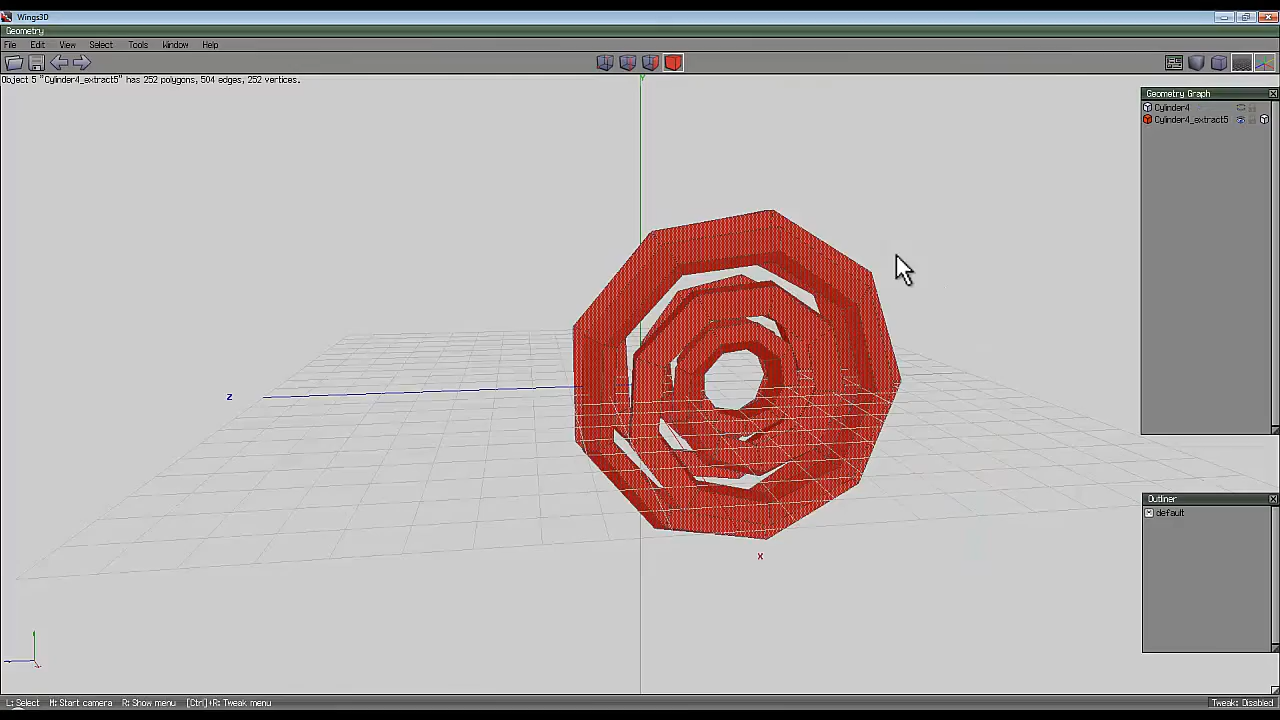 Wings3D
Geometry
File Edit View Select Tools Window Help
Object 5 "Cylinder4_extract5" has 252 polygons, 504 edges, 252 vertices.
Y
Geometry Graph
Cylinder4
Cylinder4_extract5
Z
X
Outliner
default
L: Select M: Start camera R: Show menu [Ctrl]+R: Tweak menu
Tweak: Disabled